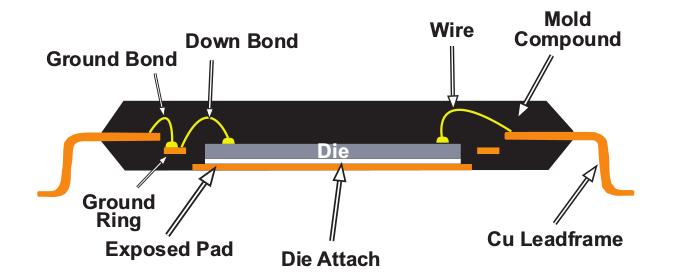 Ground Bond
Down Bond
Wire
Mold
Compound
Die
Ground
Ring
Exposed Pad
Die Attach
Cu Leadframe